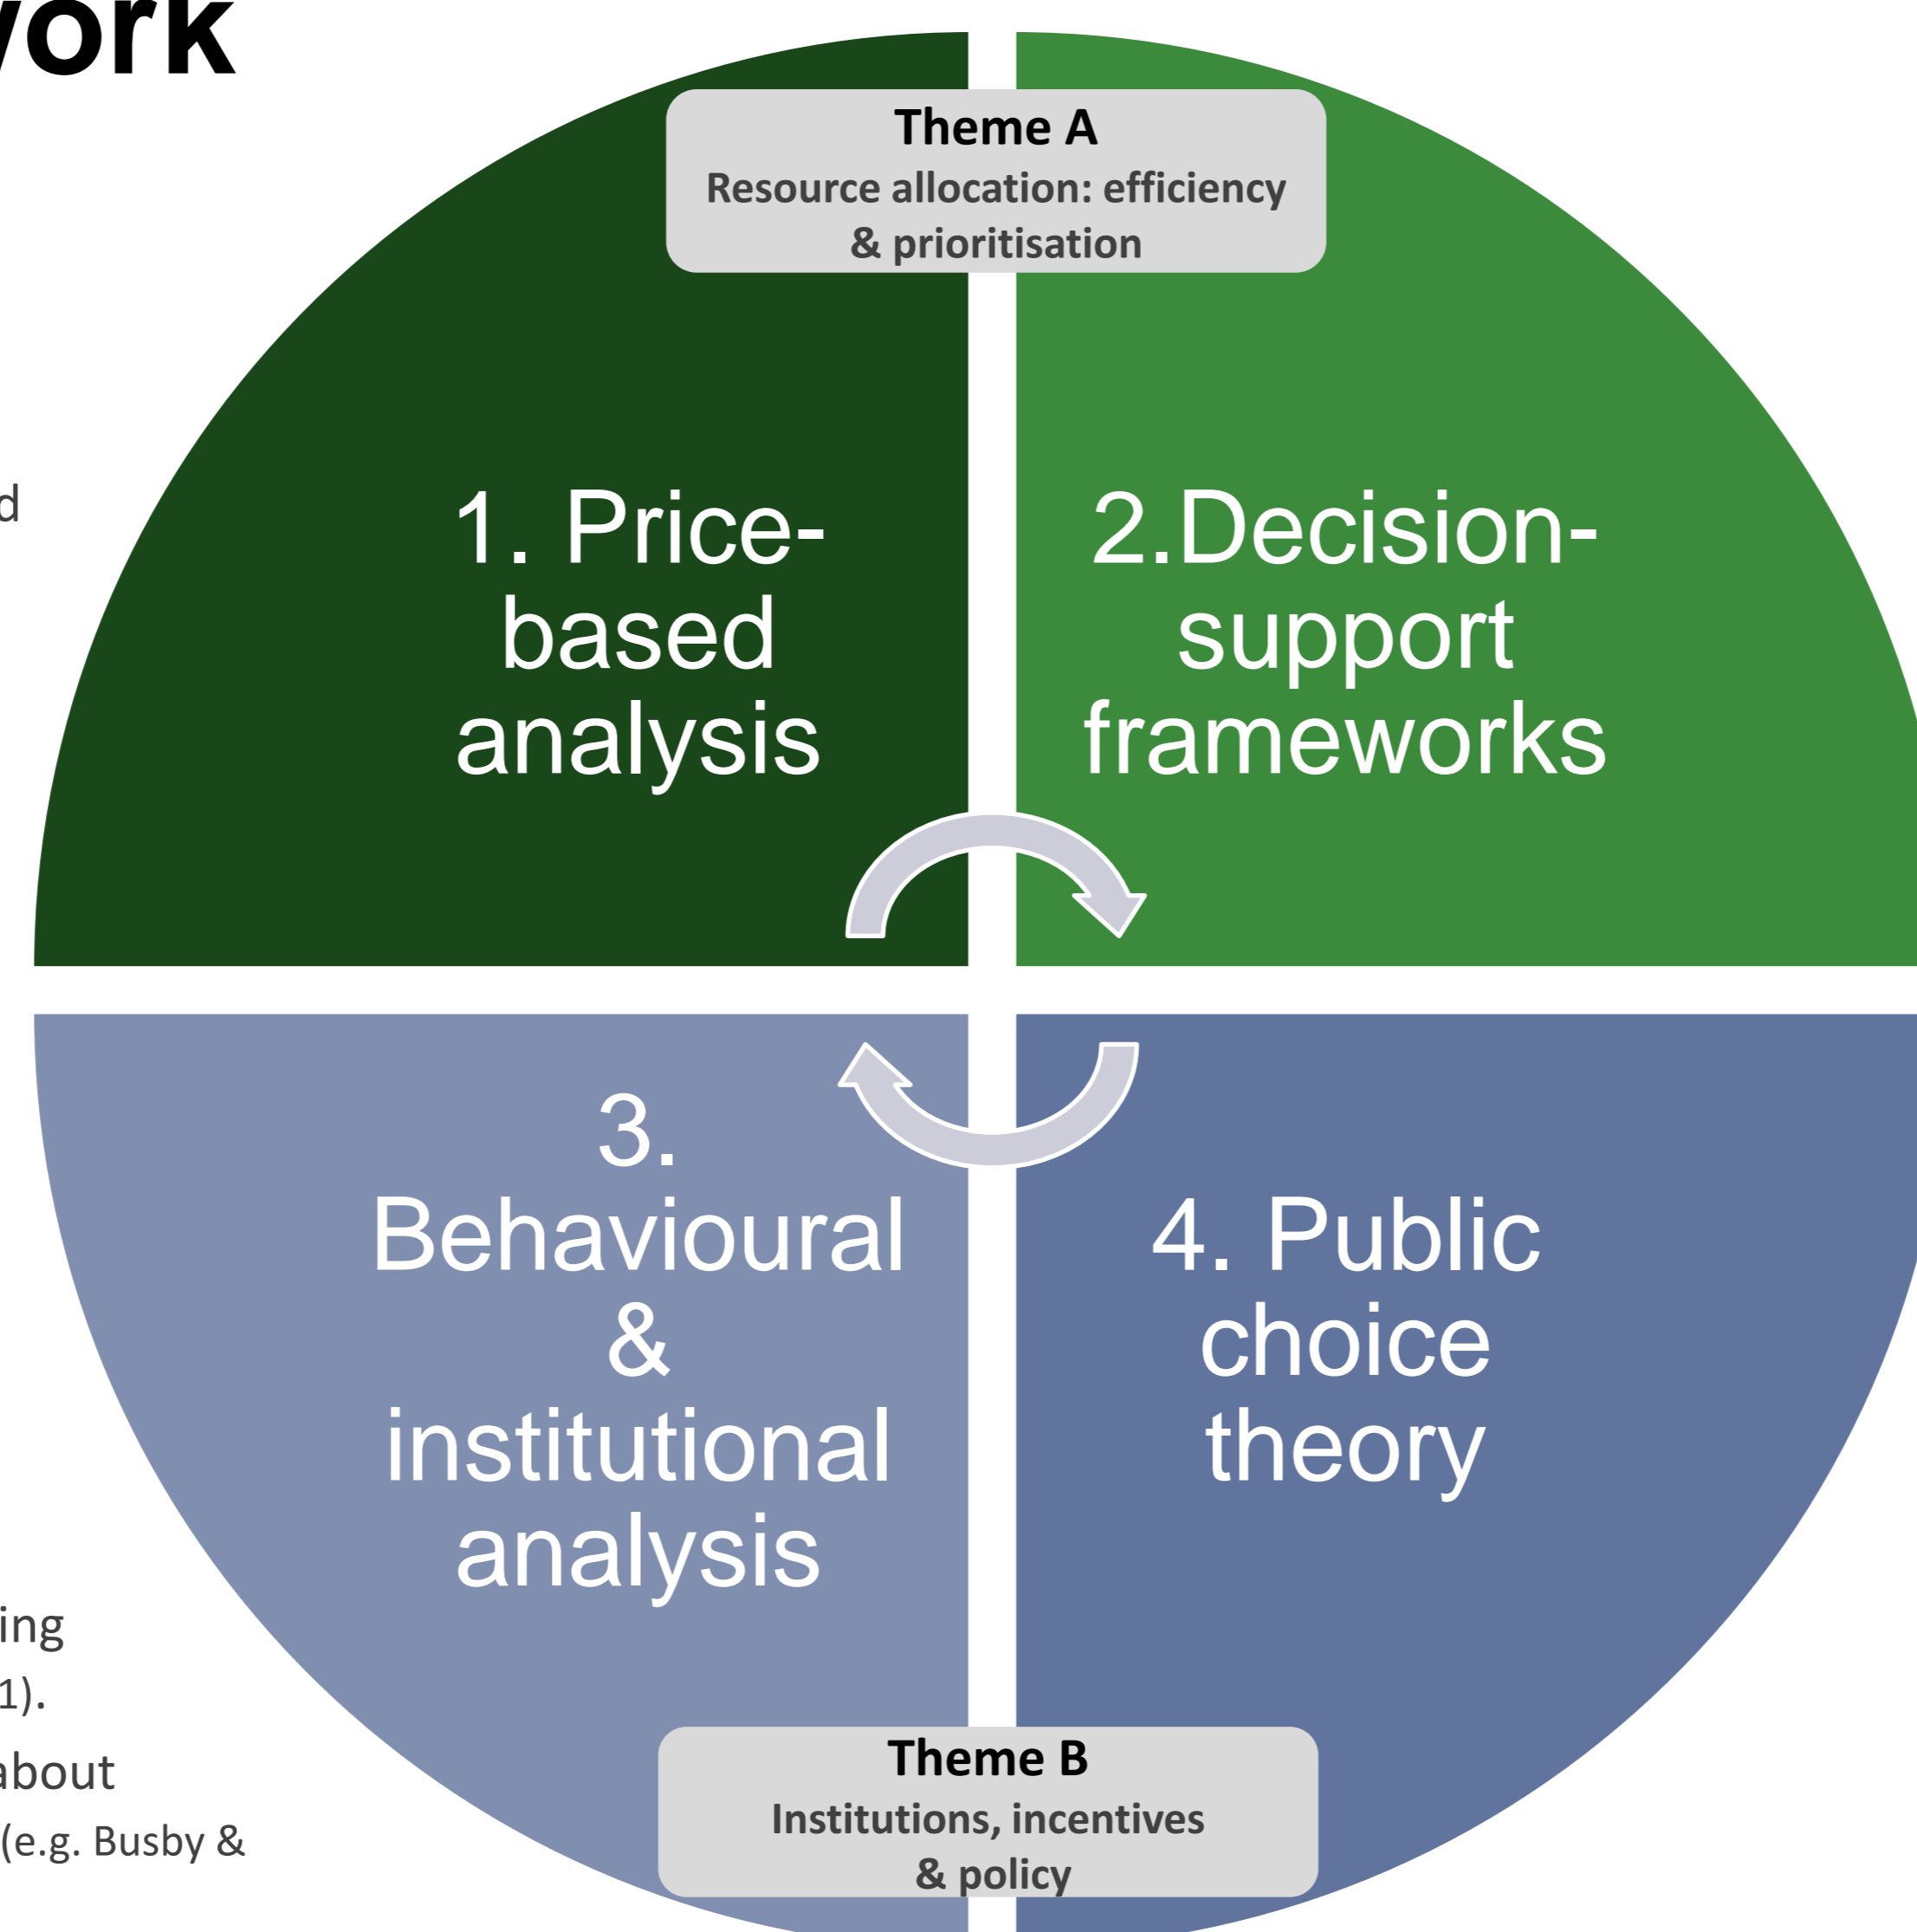 work
d
ing
1).
about
(e.g. Busby &
Theme A
Resource allocation: efficiency
& prioritisation
1. Price-
based
analysis
2.Decision-
support
frameworks
3.
Behavioural
&
institutional
analysis
4. Public
choice
theory
Theme B
Institutions, incentives
& policy